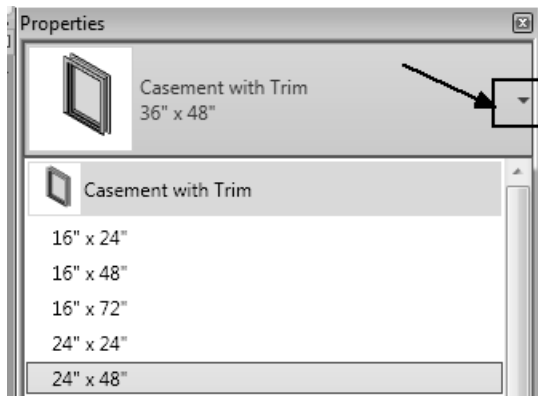 Properties
Casement with Trim
36" x 48"
Casement with Trim
16" x 24"
16" x 48"
16" x 72"
24" x 24"
24" x 48"